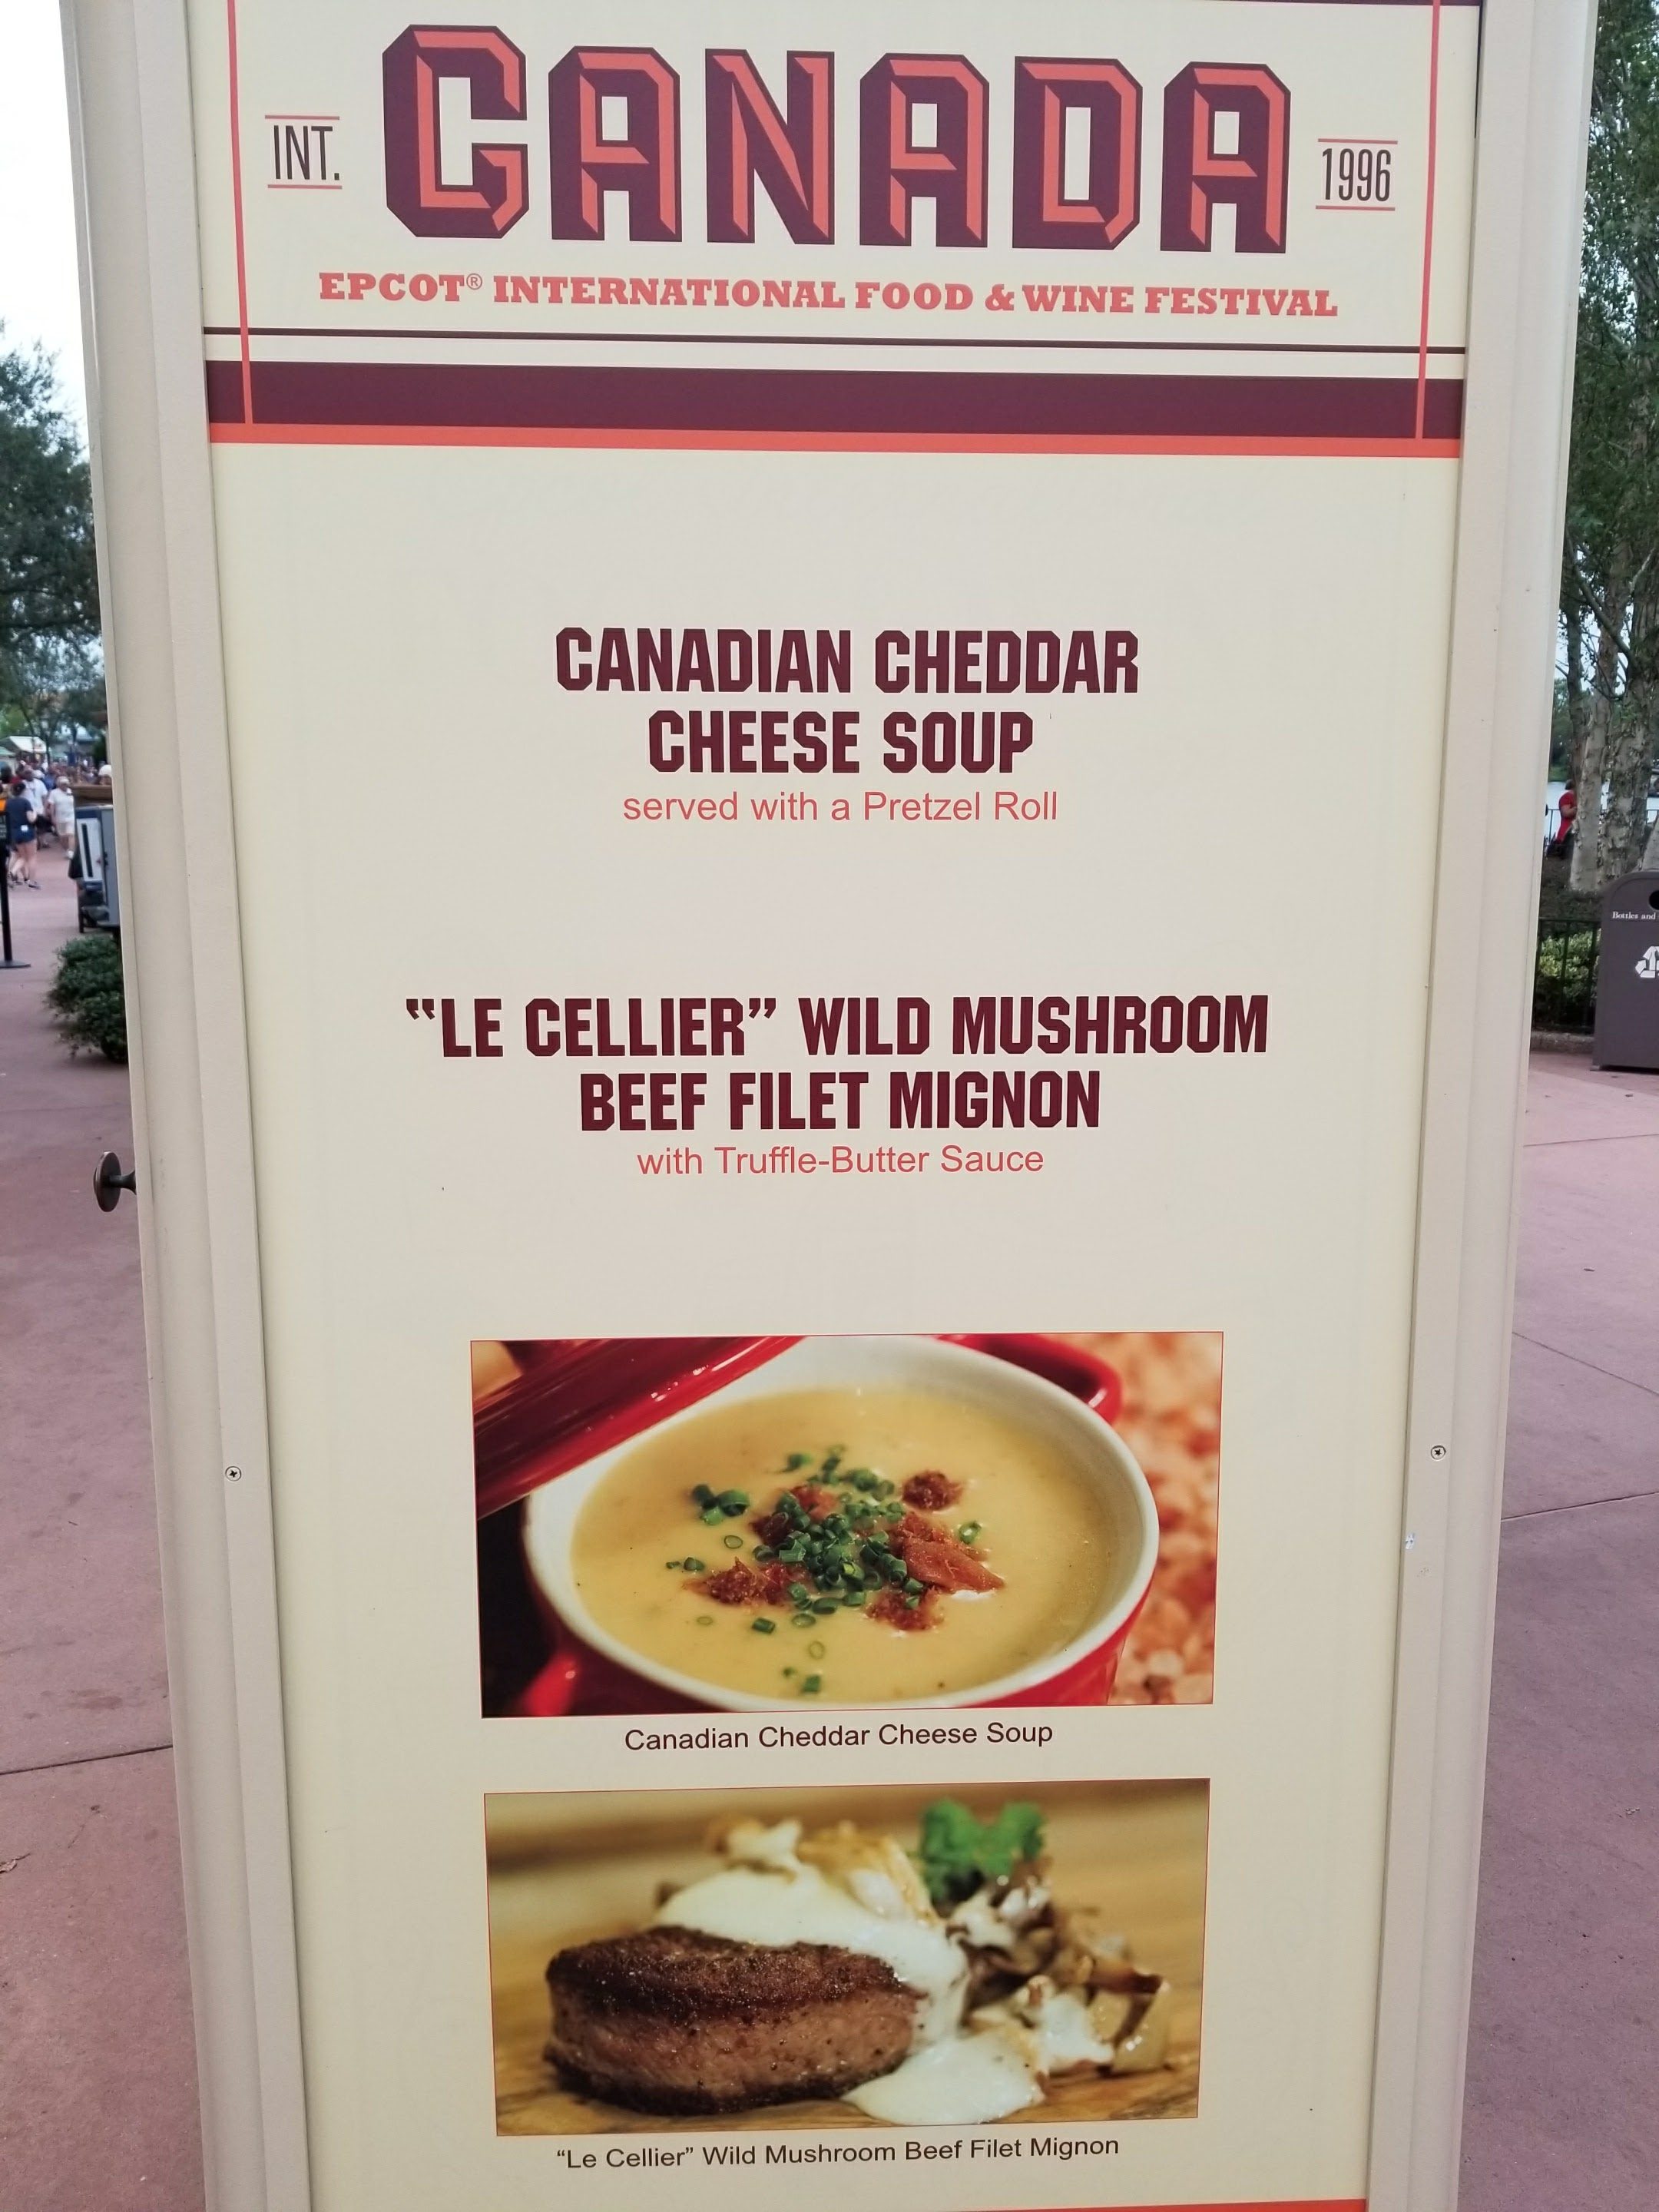 INT.
CANADA
1996
EPCOT® INTERNATIONAL FOOD & WINE FESTIVAL
CANADIAN CHEDDAR
CHEESE SOUP
served with a Pretzel Roll
“LE CELLIER” WILD MUSHROOM
BEEF FILET MIGNON
with Truffle-Butter Sauce
Canadian Cheddar Cheese Soup
“Le Cellier” Wild Mushroom Beef Filet Mignon
Bottles and